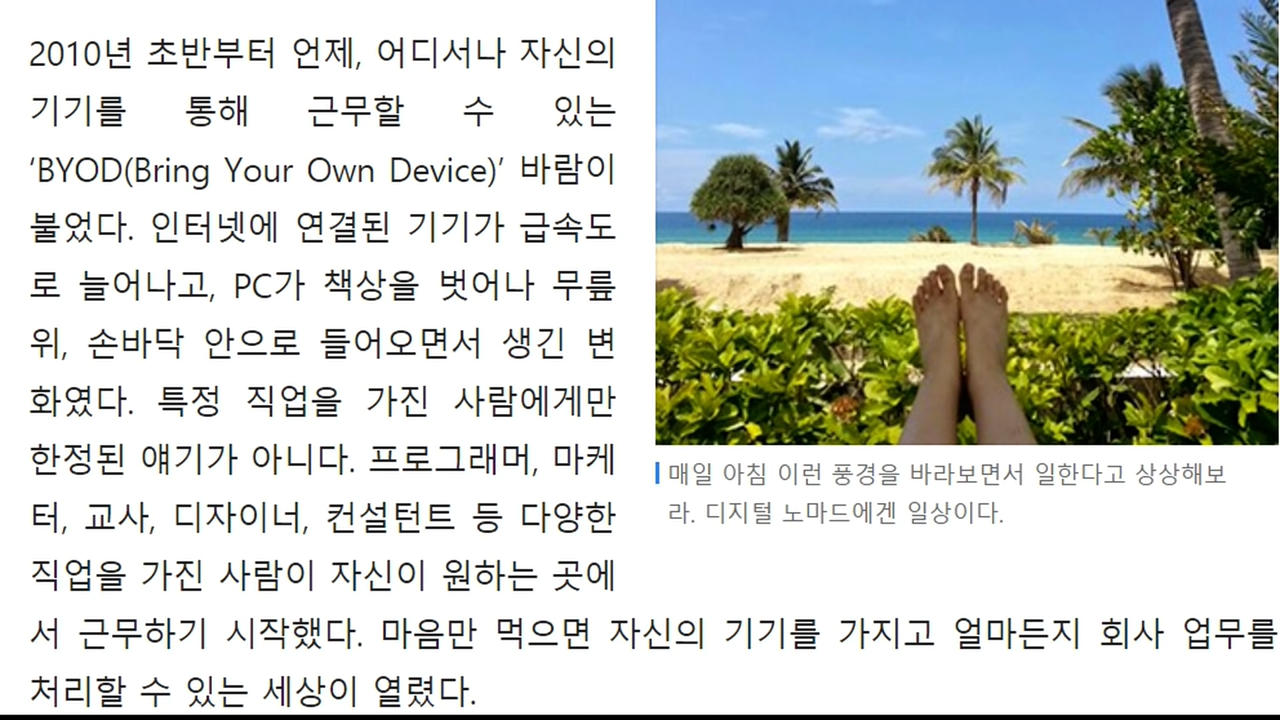 2010년 초반부터 언제, 어디서나 자신의
기기를 통해 근무할 수 있는
‘BYOD(Bring Your Own Device)’ 바람이
불었다. 인터넷에 연결된 기기가 급속도
로 늘어나고, PC가 책상을 벗어나 무릎
위, 손바닥 안으로 들어오면서 생긴 변
화였다. 특정 직업을 가진 사람에게만
한정된 얘기가 아니다. 프로그래머, 마케
터, 교사, 디자이너, 컨설턴트 등 다양한
직업을 가진 사람이 자신이 원하는 곳에
서 근무하기 시작했다. 마음만 먹으면 자신의 기기를 가지고 얼마든지 회사 업무를
처리할 수 있는 세상이 열렸다.
매일 아침 이런 풍경을 바라보면서 일한다고 상상해보
라. 디지털 노마드에겐 일상이다.